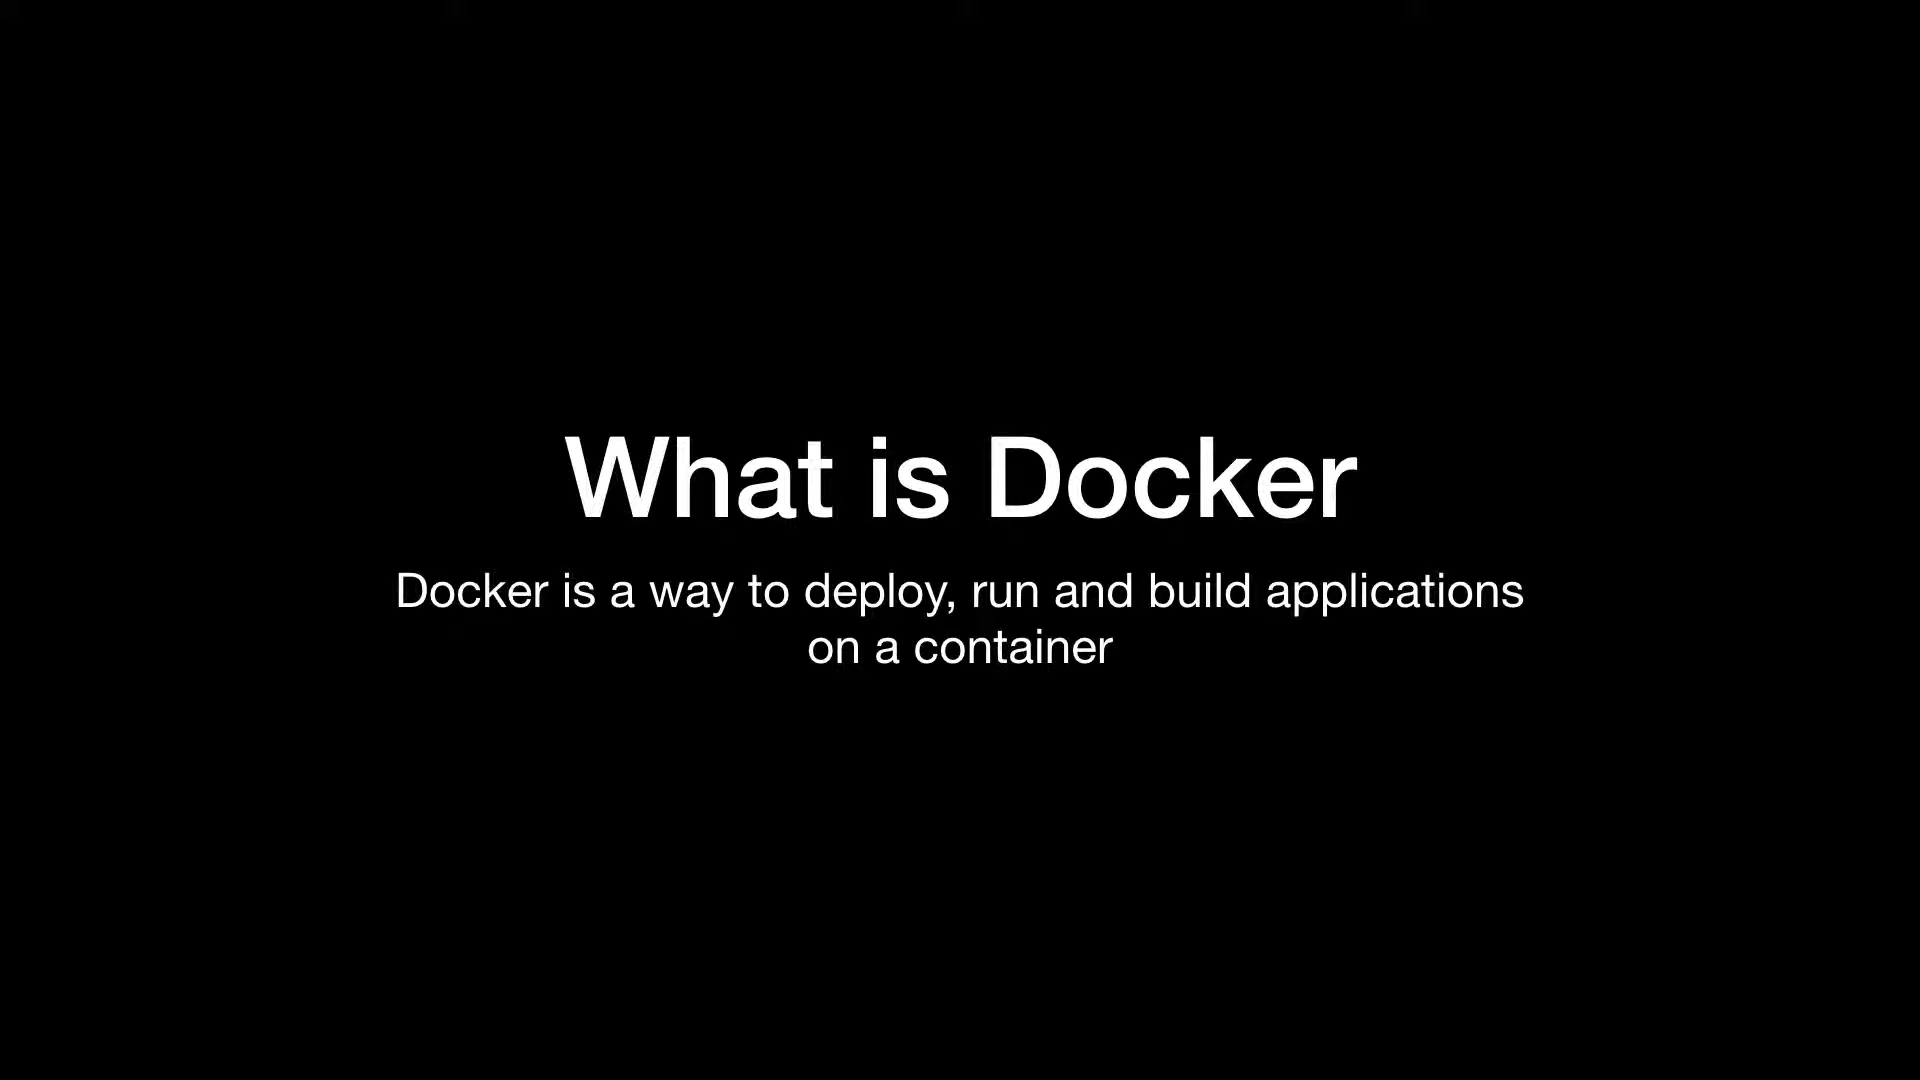 What is Docker
Docker is a way to deploy, run and build applications
on a container